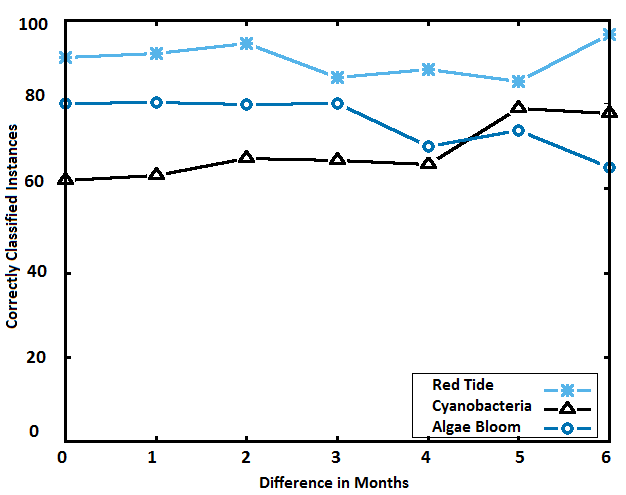 100
80
60
40
20
0
Correctly Classified Instances
Red Tide
Cyanobacteria
Algae Bloom
0 1 2 3 4 5 6
Difference in Months